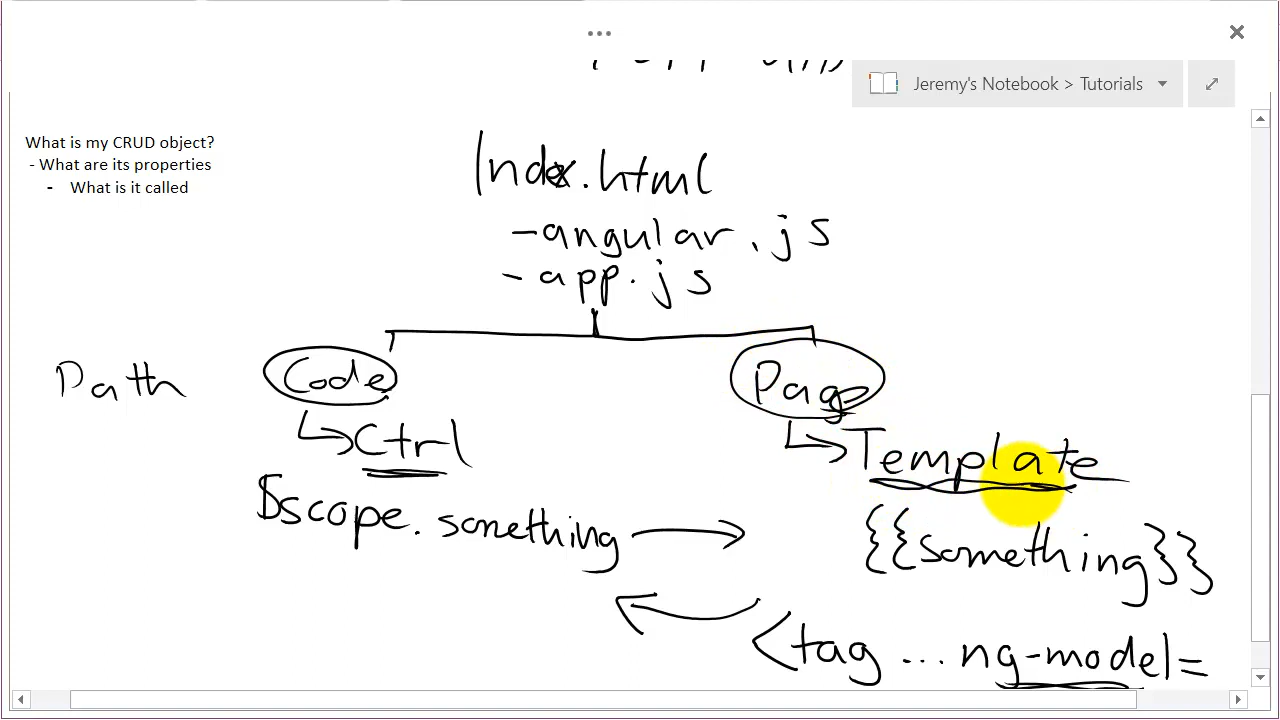 Jeremy's Notebook > Tutorials
What is my CRUD object?
- What are its properties
- What is it called
Index.html
- angular.js
- app.js
Path
Code
Page
Ctrl
Template
$scope.something
{{something}}
<tag ... ng-model=